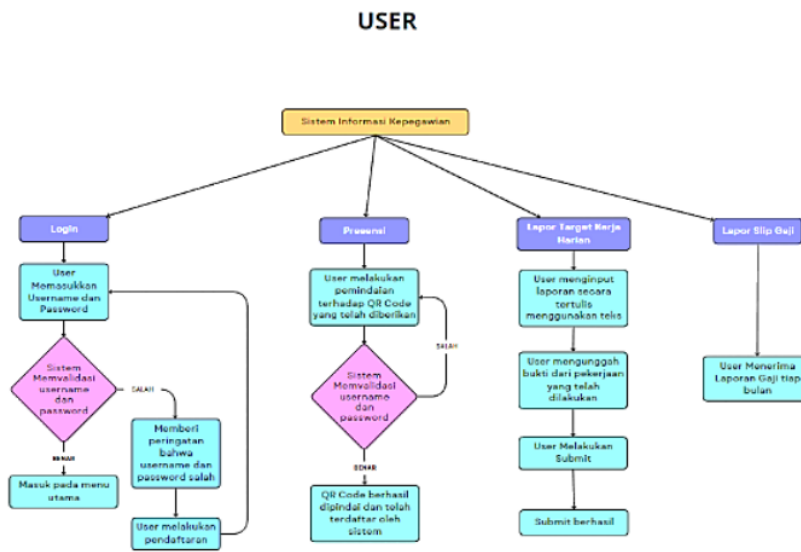 USER
Sistem Informasi Kepegawian
Login
User
Memasukkan
Username dan
Password
Sistem
Memvalidasi
username
dan
password
SALAH
BENAR
Masuk pada menu
utama
Memberi
peringatan
bahwa
username dan
password salah
User melakukan
pendaftaran
Presensi
User melakukan
pemindaian
terhadap QR Code
yang telah diberikan
SALAH
Sistem
Memvalidasi
username
dan
password
BENAR
QR Code berhasil
dipindai dan telah
terdaftar oleh
sistem
Lapor Target Kerja
Harian
User menginput
laporan secara
tertulis
menggunakan teks
User mengunggah
bukti dari pekerjaan
yang telah
dilakukan
User Melakukan
Submit
Submit berhasil
Lapor Slip Gaji
User Menerima
Laporan Gaji tiap
bulan